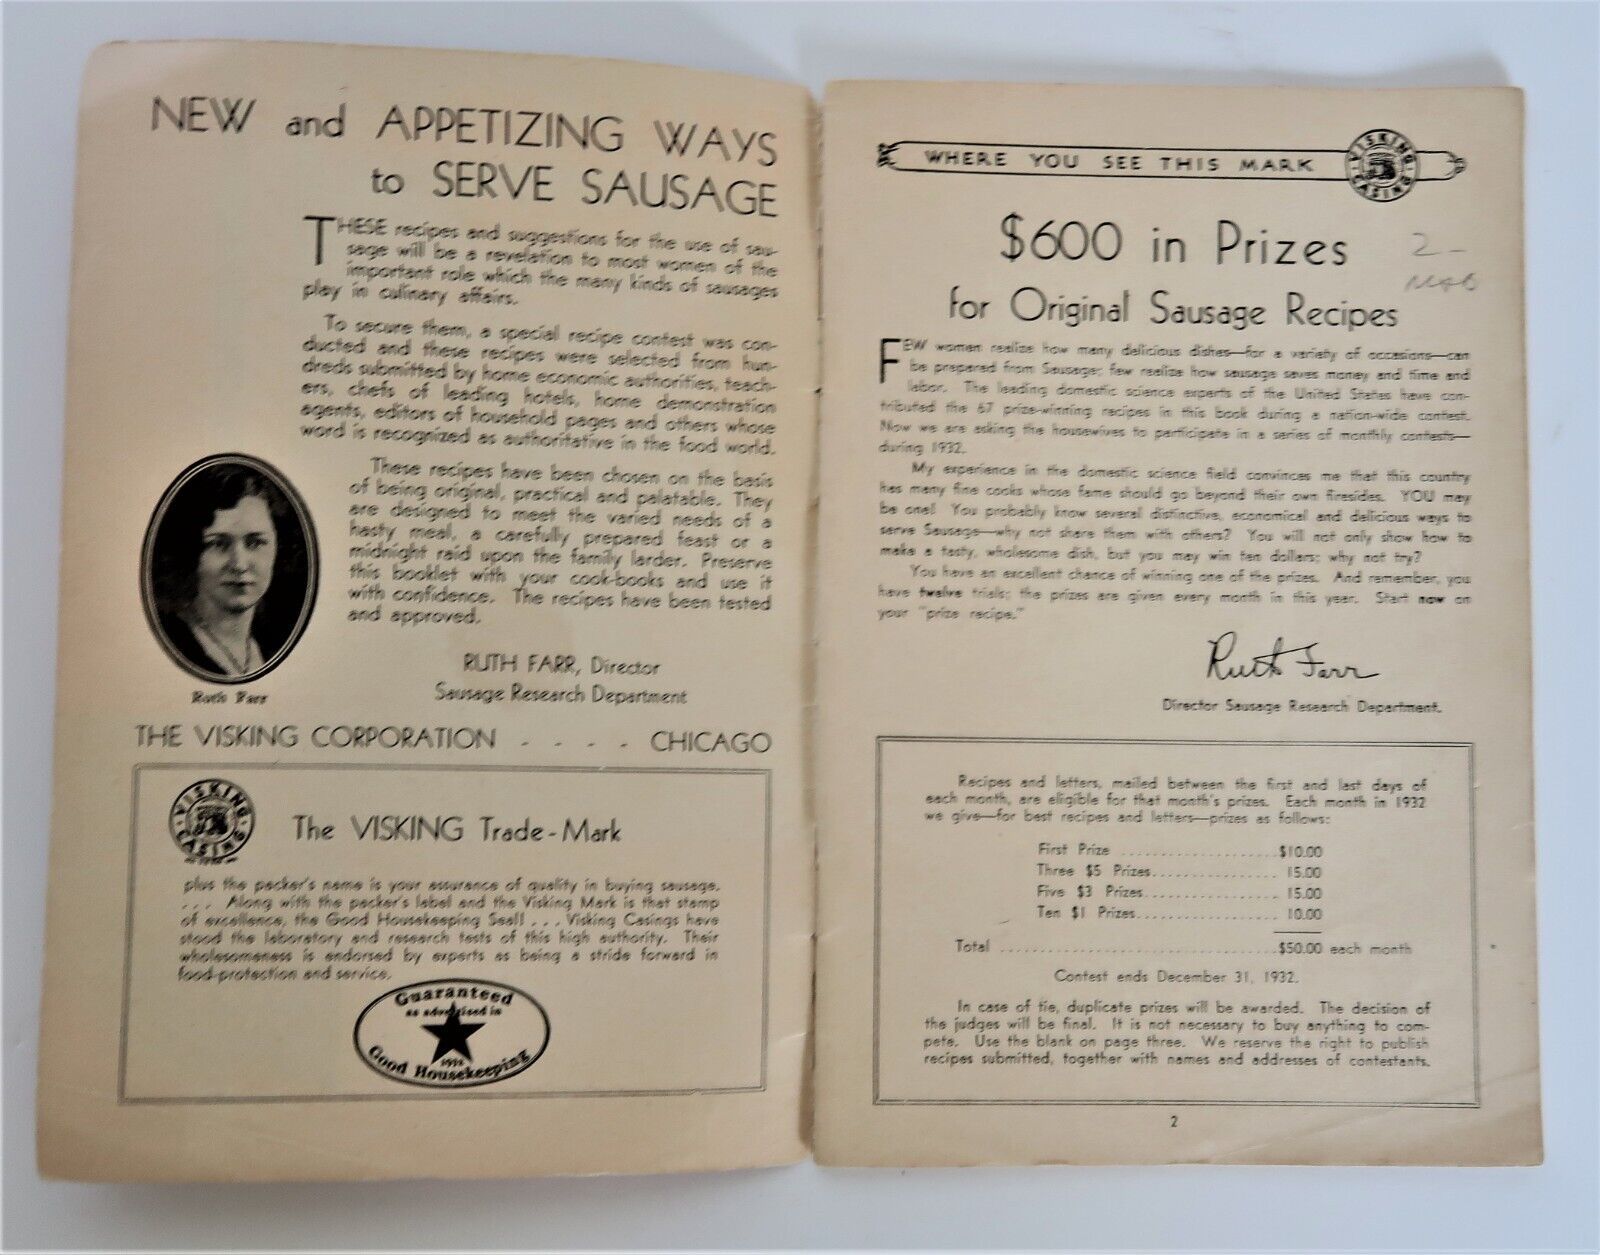 NEW and APPETIZING WAYS
to SERVE SAUSAGE
THESE recipes and suggestions for the use of sau-
sage will be a revelation to most women of the
important role which the many kinds of sausages
play in culinary affairs.
To secure them, a special recipe contest was con-
ducted and these recipes were selected from hun-
dreds submitted by home economic authorities, teach-
ers, chefs of leading hotels, home demonstration
agents, editors of household pages and others whose
word is recognized as authoritative in the food world.
These recipes have been chosen on the basis
of being original, practical and palatable. They
are designed to meet the varied needs of a
hasty meal, a carefully prepared feast or a
midnight raid upon the family larder. Preserve
this booklet with your cook-books and use it
with confidence. The recipes have been tested
and approved.
RUTH FARR, Director
Sausage Research Department
Ruth Farr
THE VISKING CORPORATION - - - - CHICAGO
VISKING CASING
The VISKING Trade-Mark
plus the packer's name is your assurance of quality in buying sausage.
. . . Along with the packer's label and the Visking Mark is that stamp
of excellence, the Good Housekeeping Seal! . . . Visking Casings have
stood the laboratory and research tests of this high authority. Their
wholesomeness is endorsed by experts as being a stride forward in
food-protection and service.
Guaranteed
as advertised in
Good Housekeeping
WHERE YOU SEE THIS MARK
VISKING CASING
$600 in Prizes
for Original Sausage Recipes
2-
FEW women realize how many delicious dishes—for a variety of occasions—can
be prepared from Sausage; few realize how sausage saves money and time and
labor. The leading domestic science experts of the United States have con-
tributed the 67 prize-winning recipes in this book during a nation-wide contest.
Now we are asking the housewives to participate in a series of monthly contests—
during 1932.
My experience in the domestic science field convinces me that this country
has many fine cooks whose fame should go beyond their own firesides. YOU may
be one! You probably know several distinctive, economical and delicious ways to
serve Sausage—why not share them with others? You will not only show how to
make a tasty, wholesome dish, but you may win ten dollars; why not try?
You have an excellent chance of winning one of the prizes. And remember, you
have twelve trials; the prizes are given every month in this year. Start now on
your "prize recipe."
Ruth Farr
Director Sausage Research Department.
Recipes and letters, mailed between the first and last days of
each month, are eligible for that month's prizes. Each month in 1932
we give—for best recipes and letters—prizes as follows:
First Prize ....................$10.00
Three $5 Prizes................ 15.00
Five $3 Prizes................. 15.00
Ten $1 Prizes.................. 10.00
Total ...................................$50.00 each month
Contest ends December 31, 1932.
In case of tie, duplicate prizes will be awarded. The decision of
the judges will be final. It is not necessary to buy anything to com-
pete. Use the blank on page three. We reserve the right to publish
recipes submitted, together with names and addresses of contestants.
2